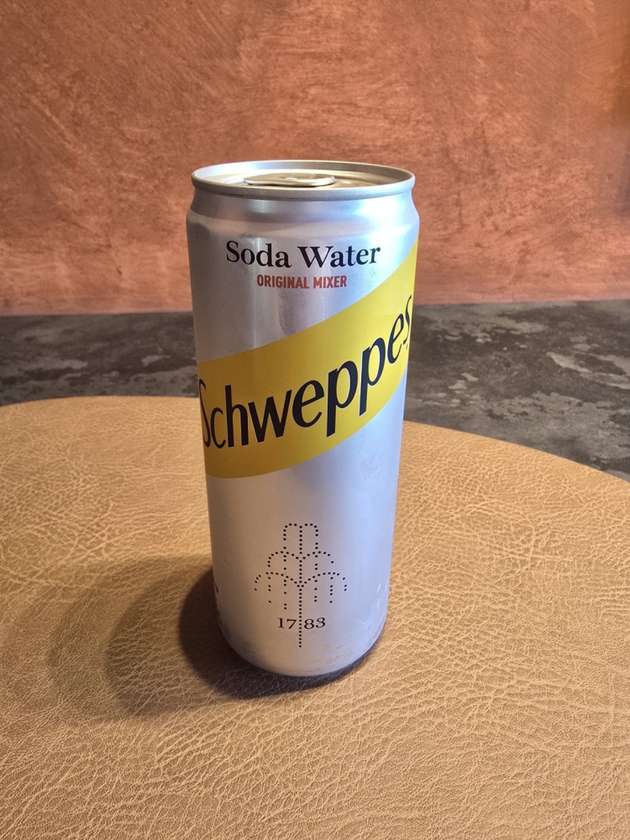 Soda Water
ORIGINAL MIXER
Schweppes
1783